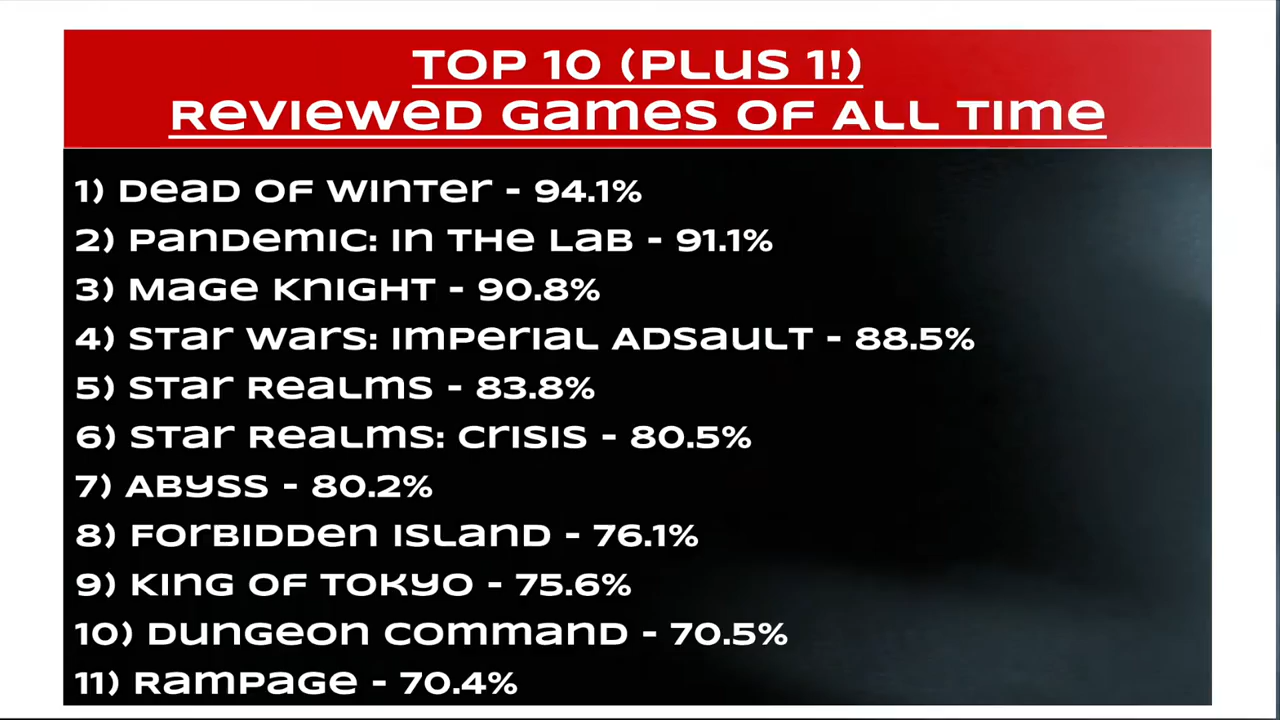 TOP 10 (PLUS 1!)
REVIEWED GAMES OF ALL TIME
1) DEAD OF WINTER - 94.1%
2) PANDEMIC: IN THE LAB - 91.1%
3) MAGE KNIGHT - 90.8%
4) STAR WARS: IMPERIAL ADSAULT - 88.5%
5) STAR REALMS - 83.8%
6) STAR REALMS: CRISIS - 80.5%
7) ABYSS - 80.2%
8) FORBIDDEN ISLAND - 76.1%
9) KING OF TOKYO - 75.6%
10) DUNGEON COMMAND - 70.5%
11) RAMPAGE - 70.4%